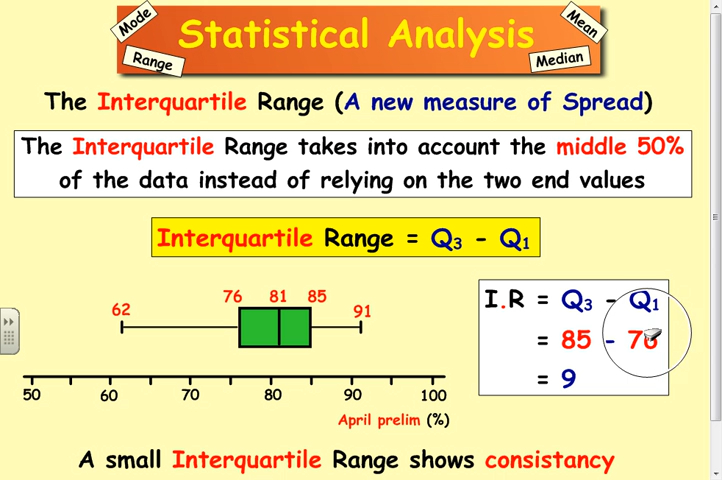 Mode
Range
Statistical Analysis
Mean
Median
The Interquartile Range (A new measure of Spread)
The Interquartile Range takes into account the middle 50%
of the data instead of relying on the two end values
Interquartile Range = Q3 - Q1
62 76 81 85 91
I.R = Q3 - Q1
= 85 - 76
= 9
50 60 70 80 90 100
April prelim (%)
A small Interquartile Range shows consistancy